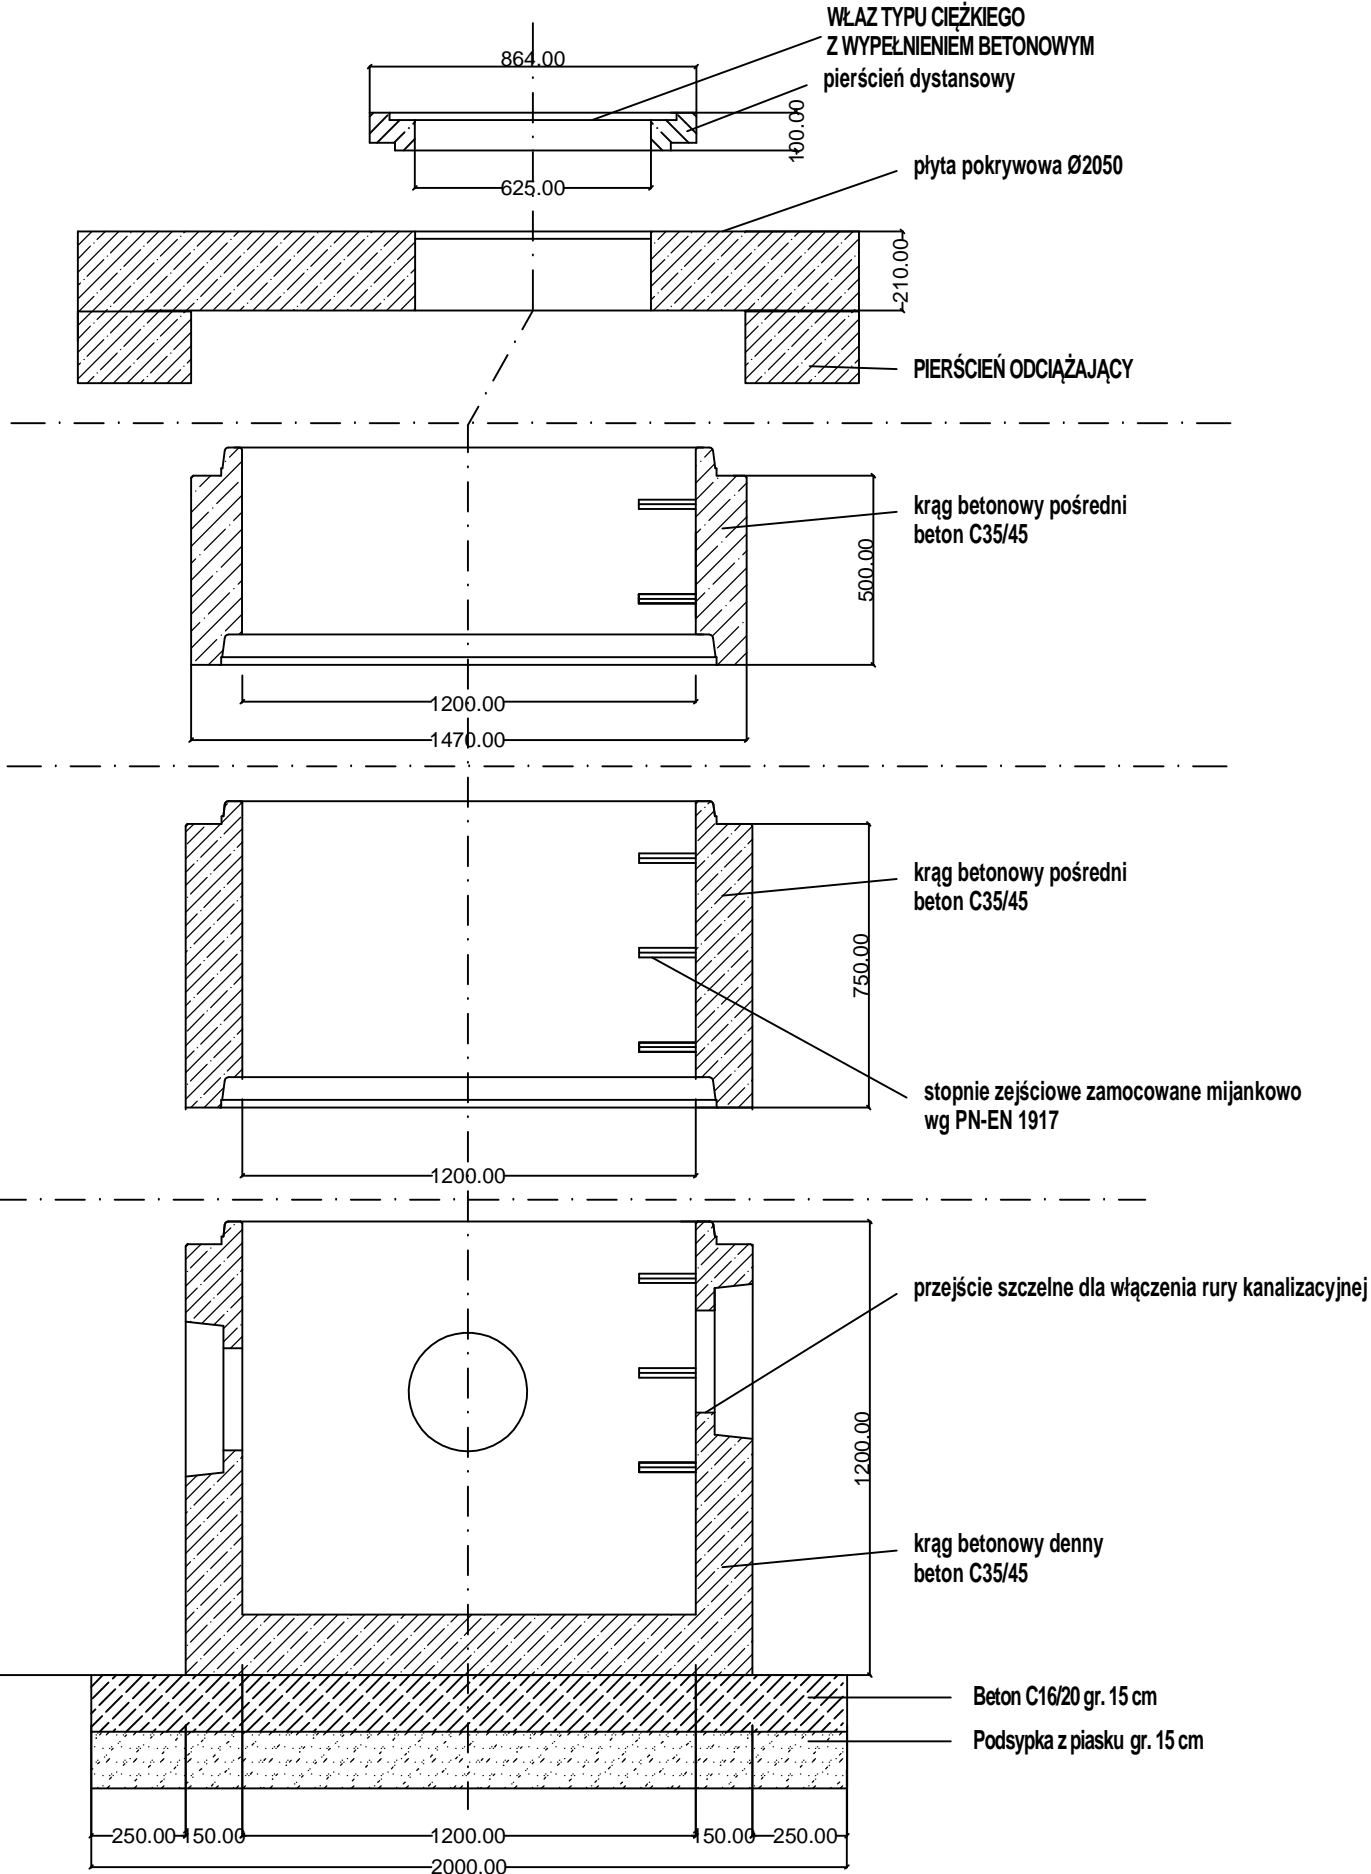 WŁAZ TYPU CIĘŻKIEGO
Z WYPEŁNIENIEM BETONOWYM
864.00
pierścień dystansowy
100.00
płyta pokrywowa Ø2050
625.00
210.00
PIERŚCIEŃ ODCIĄŻAJĄCY
krąg betonowy pośredni
beton C35/45
500.00
1200.00
1470.00
krąg betonowy pośredni
beton C35/45
750.00
stopnie zejściowe zamocowane mijankowo
wg PN-EN 1917
1200.00
przejście szczelne dla włączenia rury kanalizacyjnej
1200.00
krąg betonowy denny
beton C35/45
Beton C16/20 gr. 15 cm
Podsypka z piasku gr. 15 cm
250.00 150.00 1200.00 150.00 250.00
2000.00